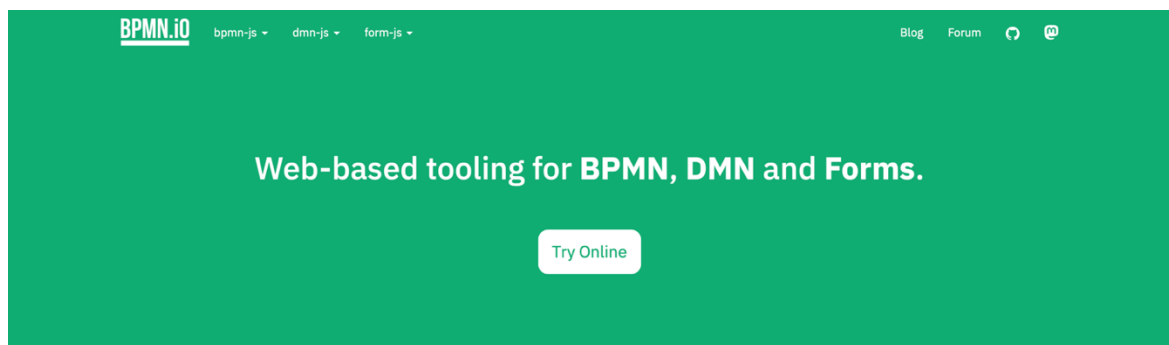 BPMN.iO bpmn-js dmn-js form-js Blog Forum
Web-based tooling for BPMN, DMN and Forms.
Try Online